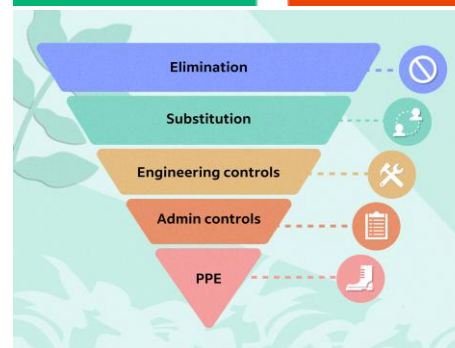 Elimination
Substitution
Engineering controls
Admin controls
PPE